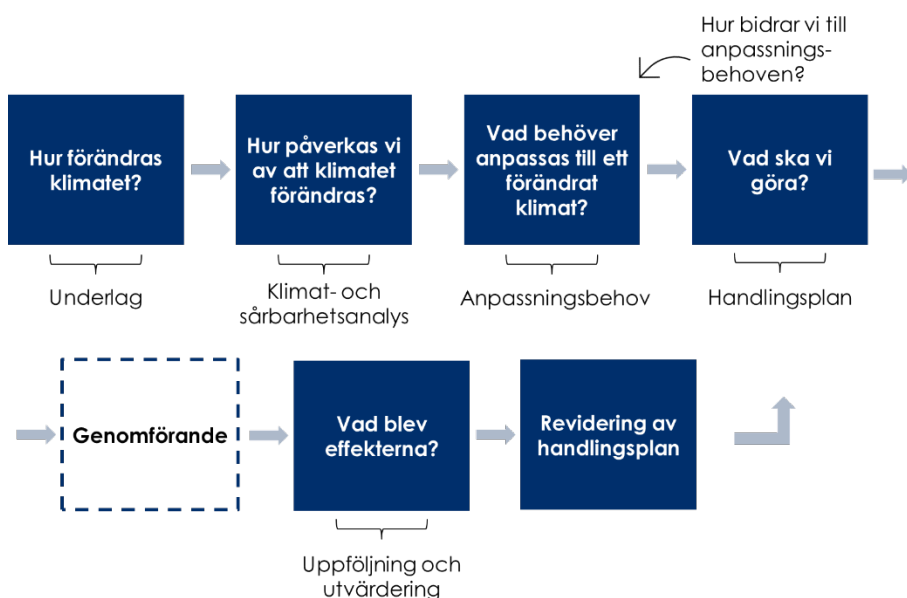 Hur bidrar vi till
anpassnings-
behoven?
Hur förändras
klimatet?
Hur påverkas vi
av att klimatet
förändras?
Vad behöver
anpassas till ett
förändrat
klimat?
Vad ska vi
göra?
Underlag
Klimat- och
sårbarhetsanalys
Anpassningsbehov
Handlingsplan
Genomförande
Vad blev
effekterna?
Revidering av
handlingsplan
Uppföljning och
utvärdering